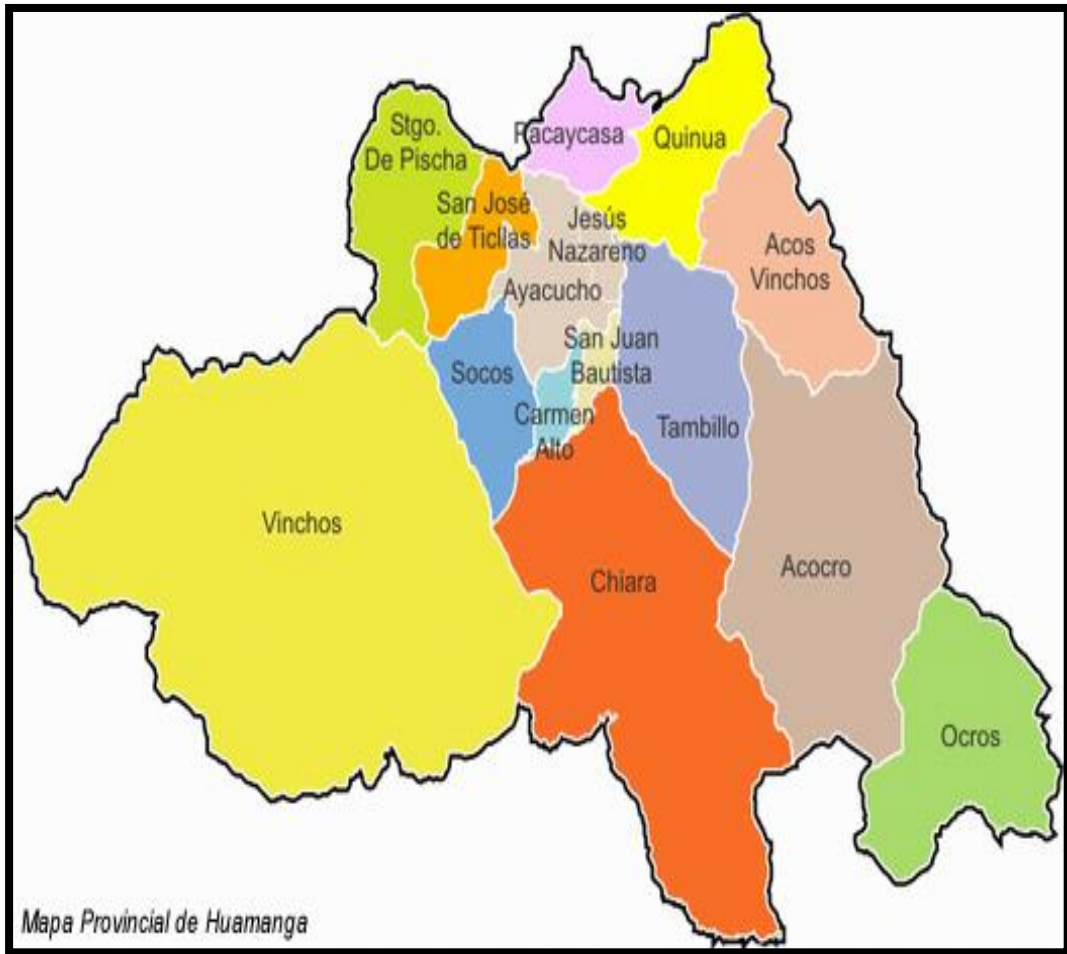 Stgo.
De Pischa
Pacaycasa
Quinua
San José
de Ticllas
Jesús
Nazareno
Acos
Vinchos
Ayacucho
San Juan
Bautista
Socos
Carmen
Alto
Tambillo
Vinchos
Chiara
Acocro
Ocros
Mapa Provincial de Huamanga